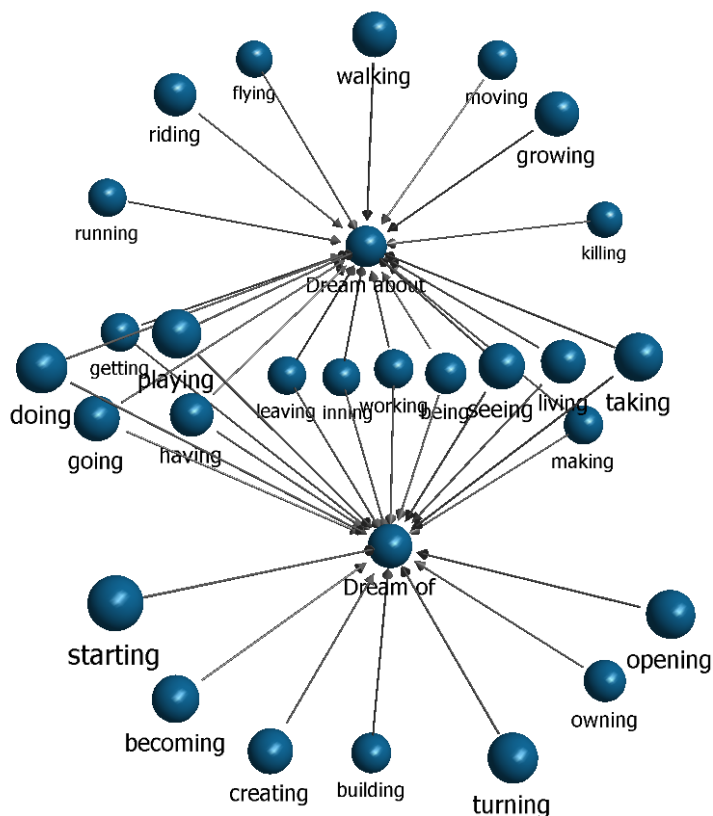 walking
flying
moving
riding
growing
running
killing
Dream about
getting
playing
doing
leaving
inning
working
being
seeing
living
taking
going
having
making
Dream of
starting
opening
owning
becoming
creating
building
turning